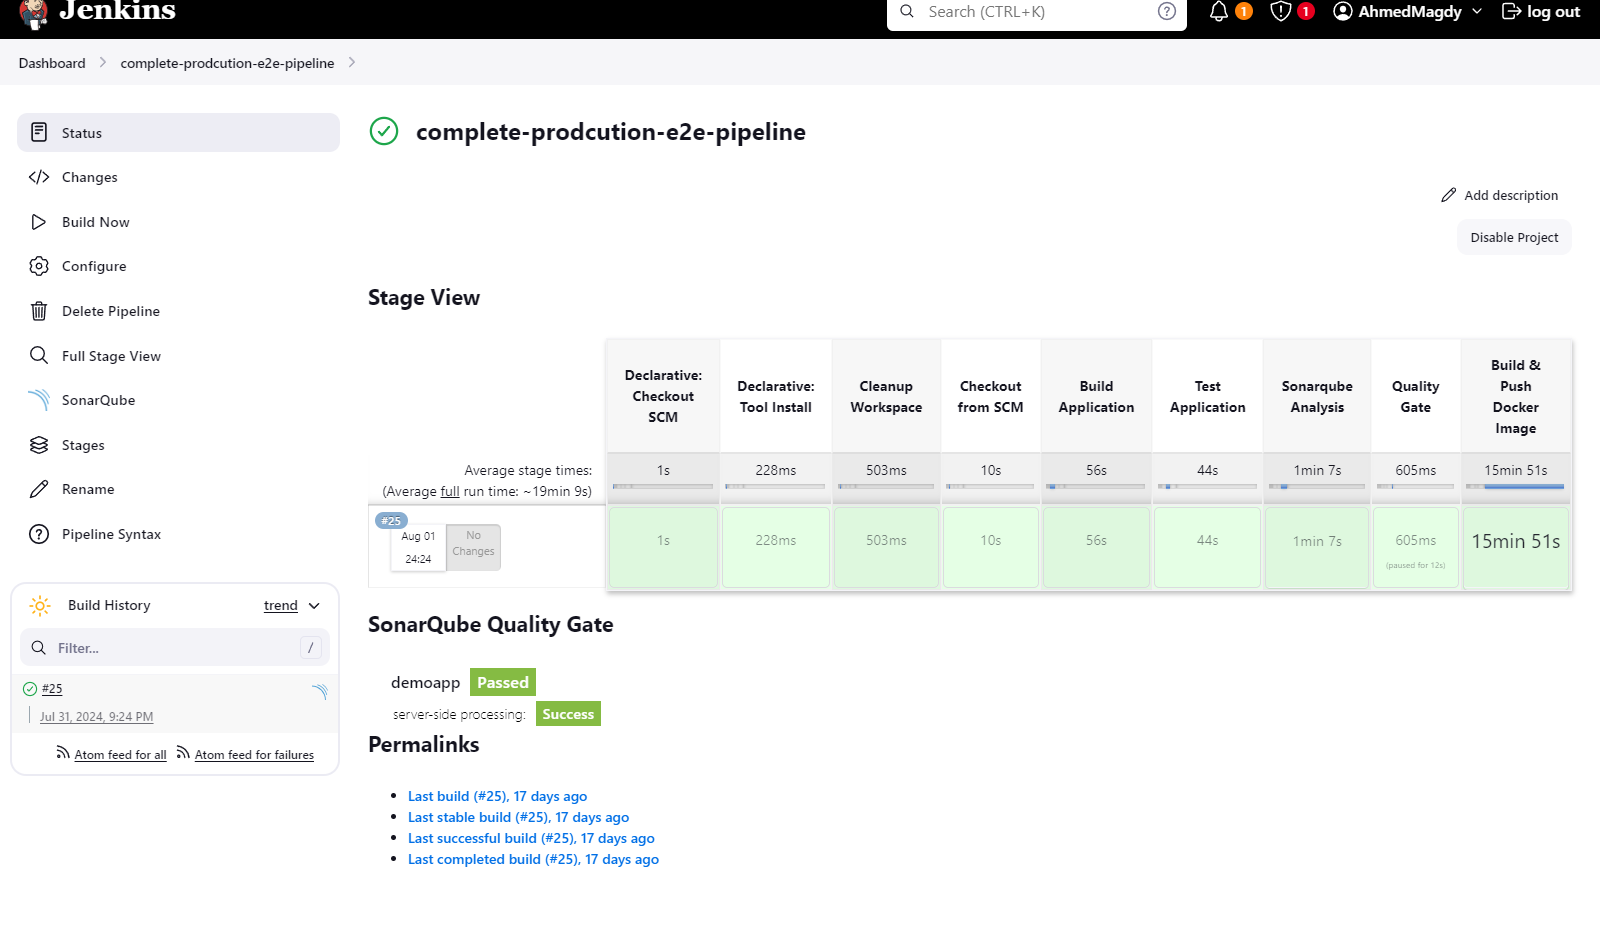 Jenkins
Search (CTRL+K)
1
1
AhmedMagdy
log out
Dashboard
complete-prodcution-e2e-pipeline
Status
Changes
Build Now
Configure
Delete Pipeline
Full Stage View
SonarQube
Stages
Rename
Pipeline Syntax
Build History
trend
Filter...
/
#25
Jul 31, 2024, 9:24 PM
Atom feed for all
Atom feed for failures
complete-prodcution-e2e-pipeline
Add description
Disable Project
Stage View
Declarative: Checkout SCM
Declarative: Tool Install
Cleanup Workspace
Checkout from SCM
Build Application
Test Application
Sonarqube Analysis
Quality Gate
Build & Push Docker Image
Average stage times:
(Average full run time: ~19min 9s)
1s
228ms
503ms
10s
56s
44s
1min 7s
605ms
15min 51s
#25
Aug 01
24:24
No Changes
1s
228ms
503ms
10s
56s
44s
1min 7s
605ms
(paused for 12s)
15min 51s
SonarQube Quality Gate
demoapp Passed
server-side processing: Success
Permalinks
Last build (#25), 17 days ago
Last stable build (#25), 17 days ago
Last successful build (#25), 17 days ago
Last completed build (#25), 17 days ago